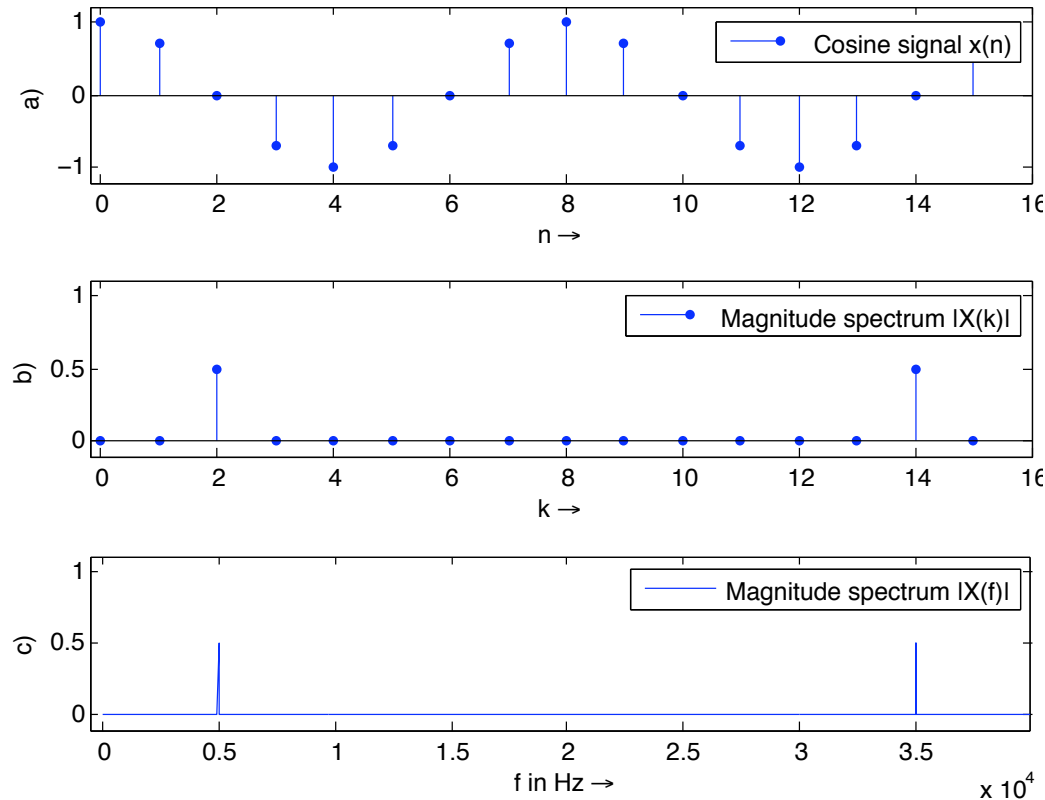 1
0
−1
a)
Cosine signal x(n)
0 2 4 6 8 10 12 14 16
n →
1
0.5
0
b)
Magnitude spectrum |X(k)|
0 2 4 6 8 10 12 14 16
k →
1
0.5
0
c)
Magnitude spectrum |X(f)|
0 0.5 1 1.5 2 2.5 3 3.5
f in Hz →
x 10^4